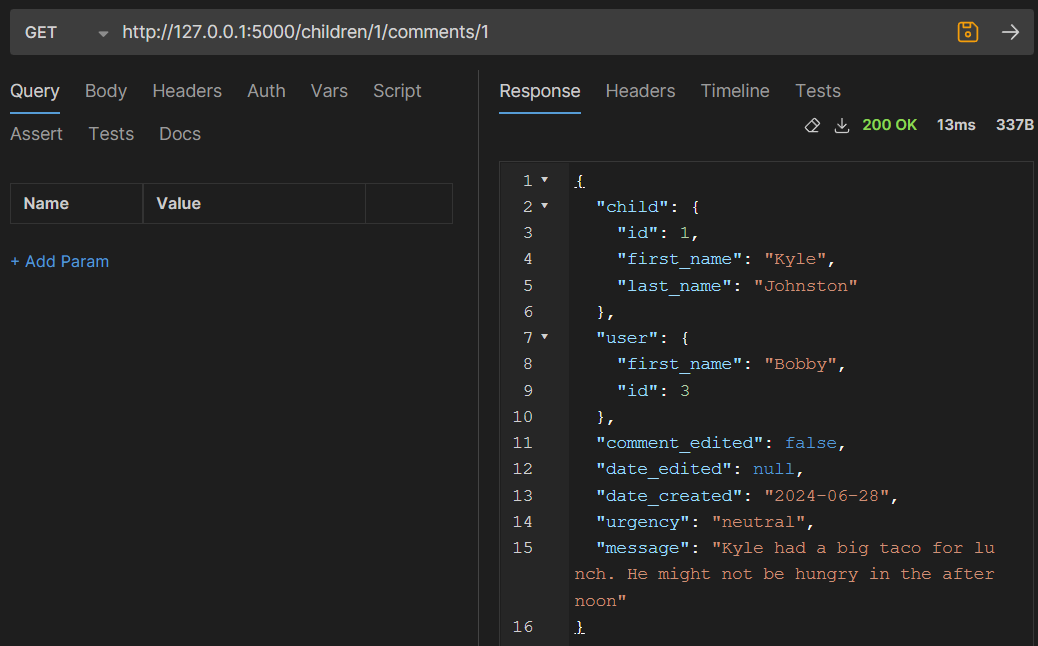 GET http://127.0.0.1:5000/children/1/comments/1
Query Body Headers Auth Vars Script
Assert Tests Docs
Name Value
+ Add Param
Response Headers Timeline Tests
200 OK 13ms 337B
1 {
2 "child": {
3 "id": 1,
4 "first_name": "Kyle",
5 "last_name": "Johnston"
6 },
7 "user": {
8 "first_name": "Bobby",
9 "id": 3
10 },
11 "comment_edited": false,
12 "date_edited": null,
13 "date_created": "2024-06-28",
14 "urgency": "neutral",
15 "message": "Kyle had a big taco for lu
nch. He might not be hungry in the after
noon"
16 }